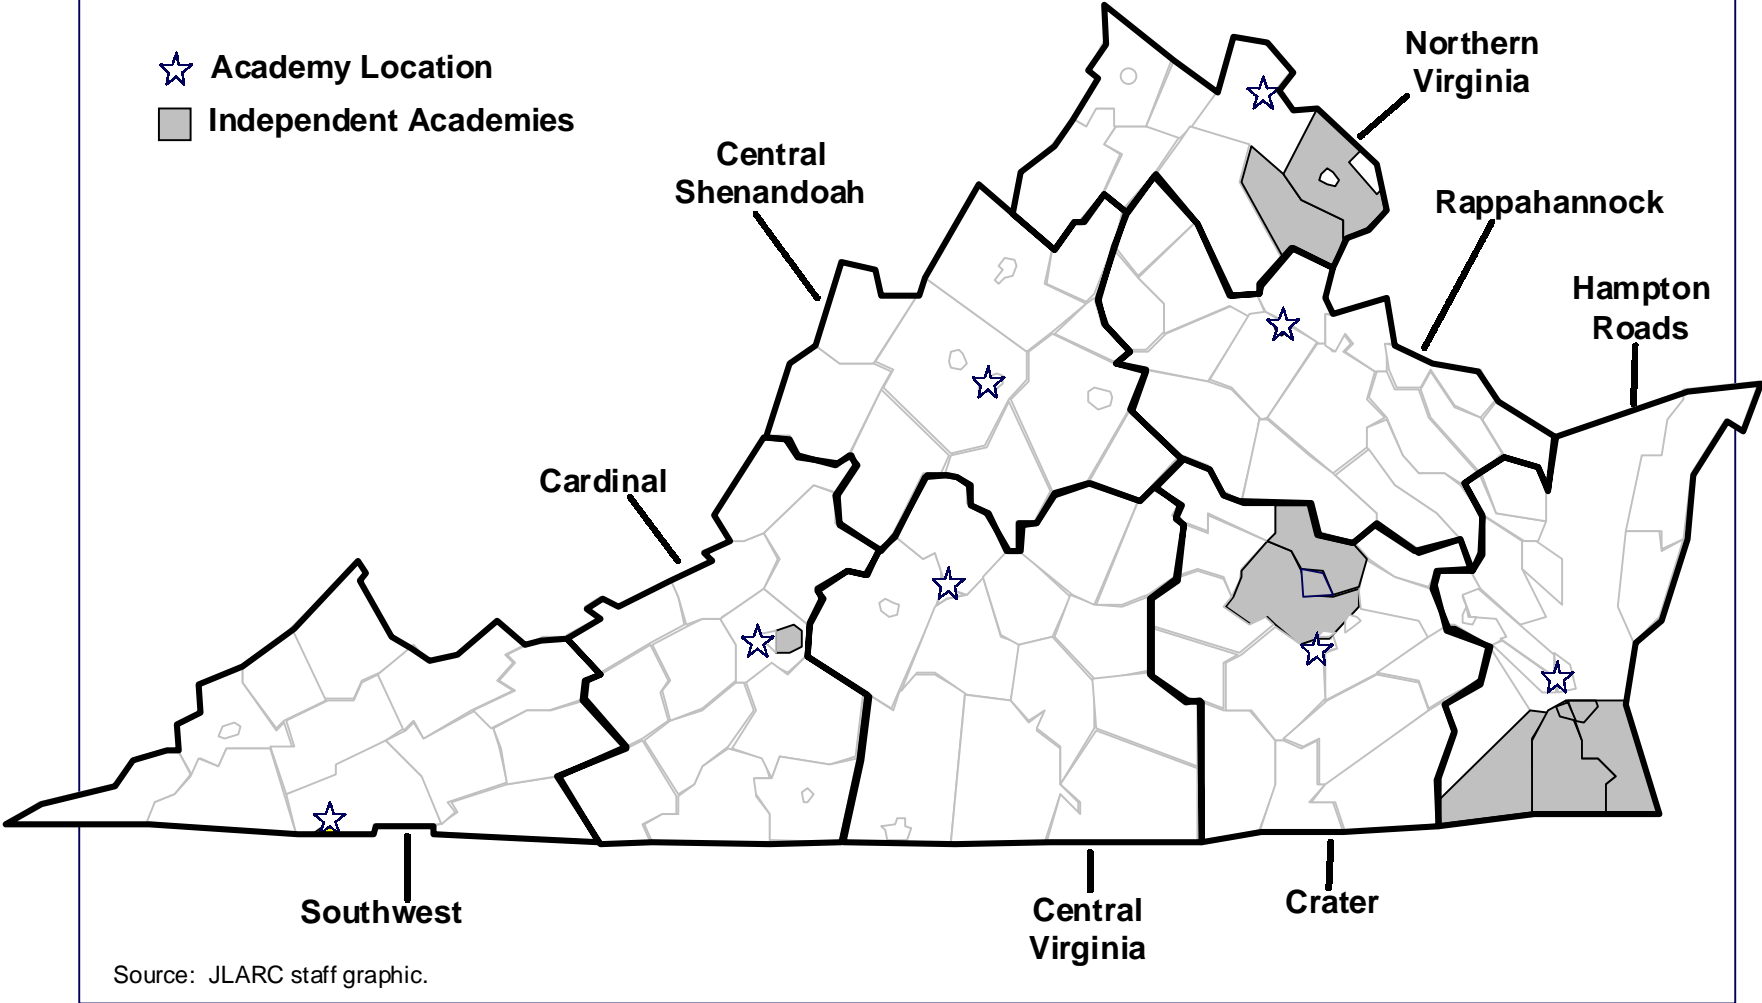 Academy Location
Independent Academies
Northern
Virginia
Central
Shenandoah
Rappahannock
Hampton
Roads
Cardinal
Southwest
Central
Virginia
Crater
Source: JLARC staff graphic.